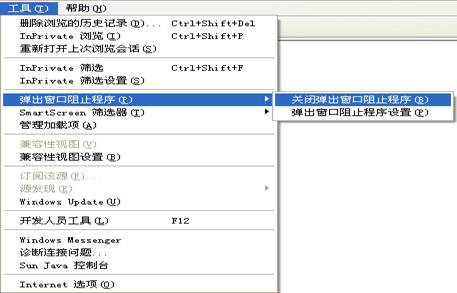 工具(T) 帮助(H)
删除浏览的历史记录(D)... Ctrl+Shift+Del
InPrivate 浏览(I) Ctrl+Shift+P
重新打开上次浏览会话(S)
InPrivate 筛选 Ctrl+Shift+F
InPrivate 筛选设置(S)
弹出窗口阻止程序(P)
关闭弹出窗口阻止程序(B)
SmartScreen 筛选器(T)
弹出窗口阻止程序设置(P)
管理加载项(A)
兼容性视图(V)
兼容性视图设置(B)
订阅该源(F)...
源发现(E)
Windows Update(U)
开发人员工具(L) F12
Windows Messenger
诊断连接问题...
Sun Java 控制台
Internet 选项(O)